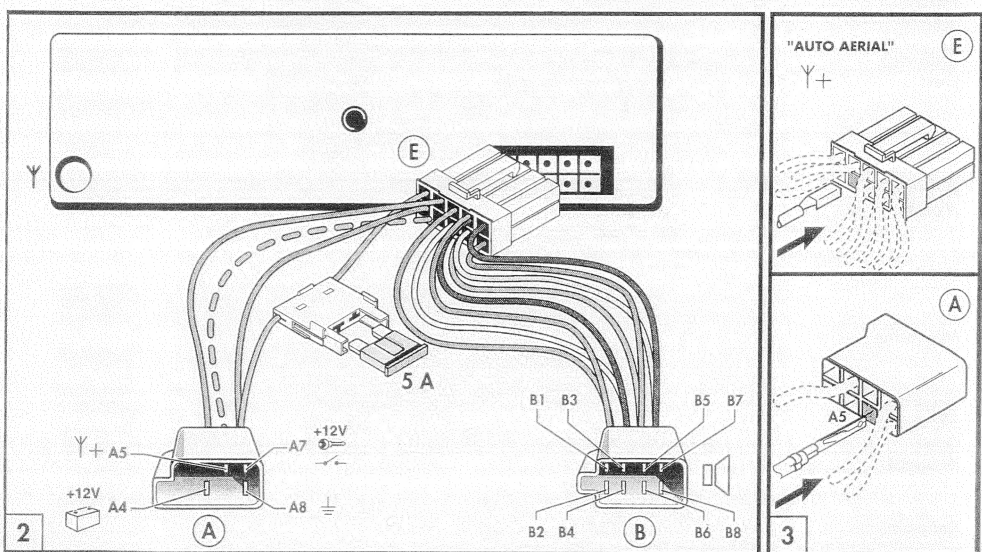 E
5 A
B1 B3 B5 B7
+12V
+ A5 A7
+12V
A4 A8
B2 B4 B6 B8
2 A B
"AUTO AERIAL" E
+
A
A5
3